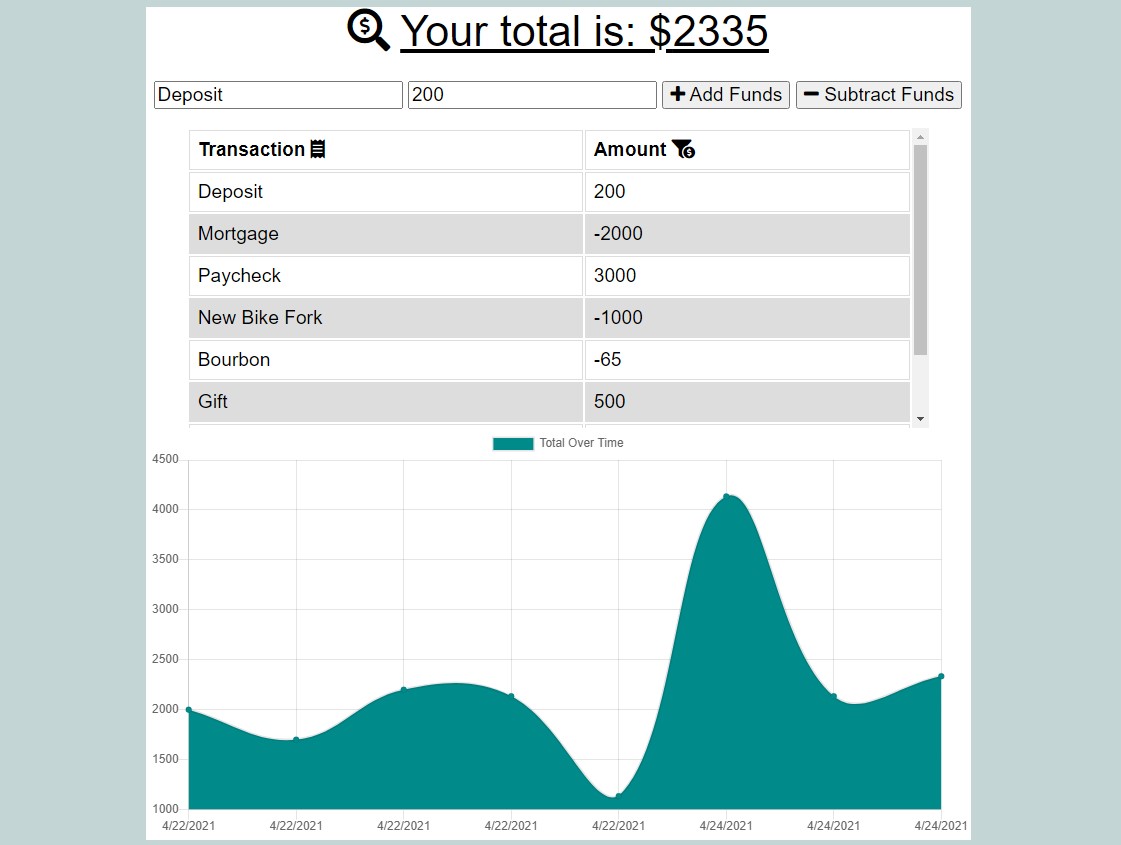 Your total is: $2335
Deposit 200 Add Funds Subtract Funds
Transaction Amount
Deposit 200
Mortgage -2000
Paycheck 3000
New Bike Fork -1000
Bourbon -65
Gift 500
Total Over Time
4500
4000
3500
3000
2500
2000
1500
1000
4/22/2021 4/22/2021 4/22/2021 4/22/2021 4/22/2021 4/24/2021 4/24/2021 4/24/2021